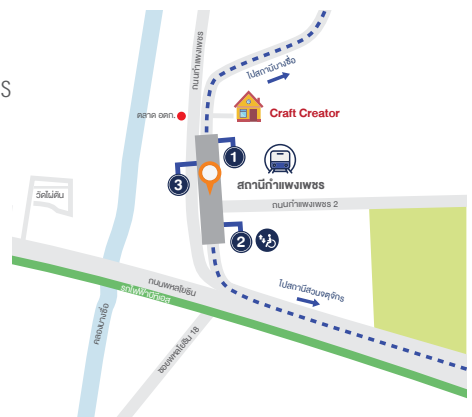 ไปสถานีบางซื่อ
ถนนกำแพงเพชร
S
ตลาด อตก.
Craft Creator
1
3
สถานีกำแพงเพชร
วัดไผ่ตัน
ถนนกำแพงเพชร 2
2
ถนนพหลโยธิน
รถไฟฟ้าบีทีเอส
ไปสถานีสวนจตุจักร
คลองบางซื่อ
ซอยพหลโยธิน 18